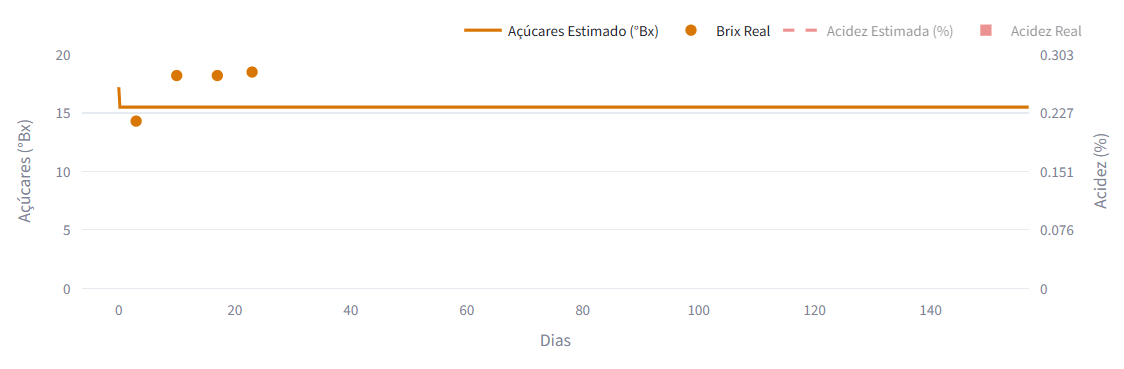 Açúcares Estimado (°Bx) Brix Real Acidez Estimada (%) Acidez Real
20 0.303
15 0.227
10 0.151
5 0.076
0 0
Açúcares (°Bx)
Acidez (%)
0 20 40 60 80 100 120 140
Dias